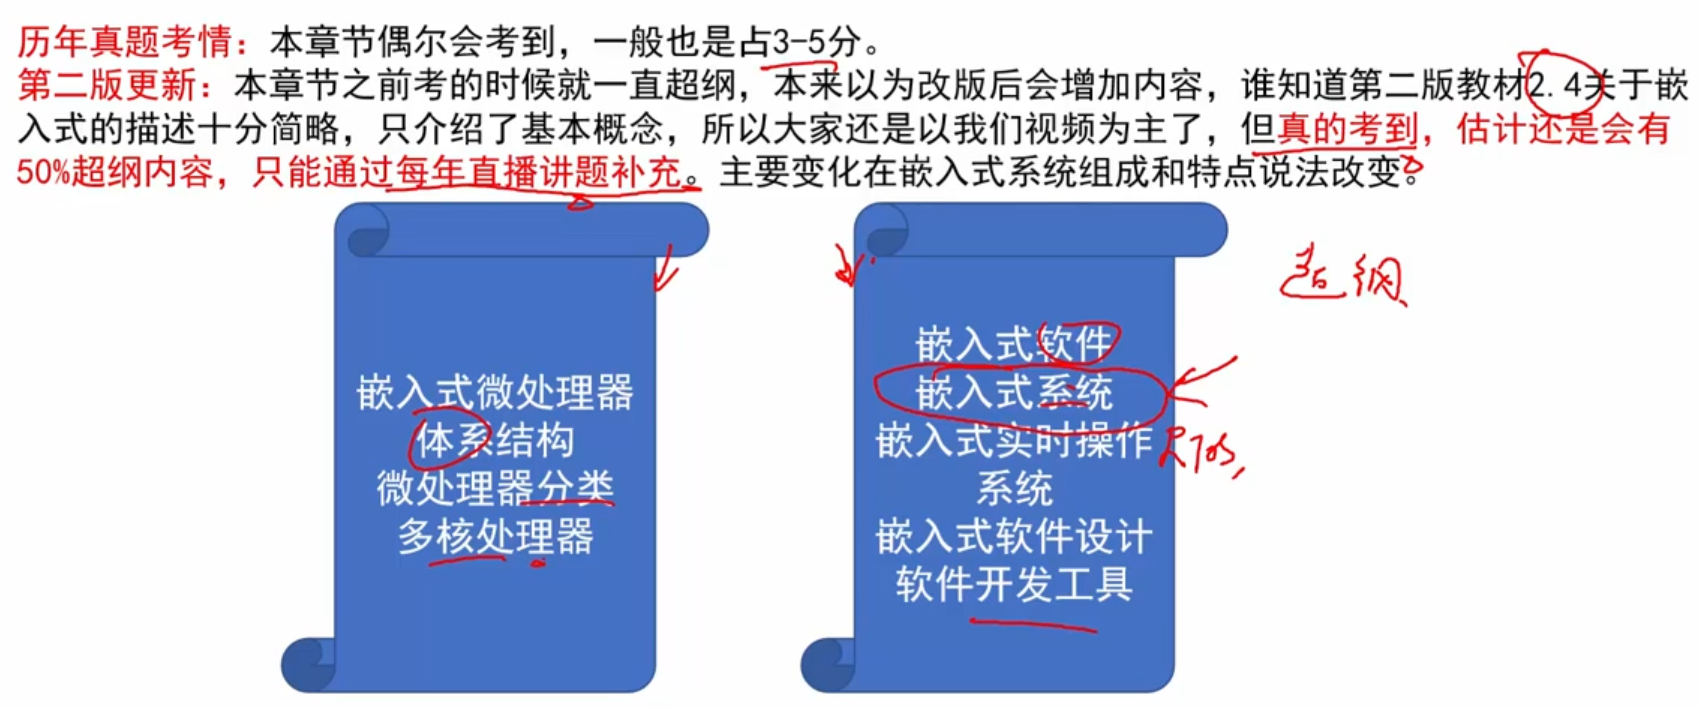 历年真题考情：本章节偶尔会考到，一般也是占3-5分。
第二版更新：本章节之前考的时候就一直超纲，本来以为改版后会增加内容，谁知道第二版教材2.4关于嵌
入式的描述十分简略，只介绍了基本概念，所以大家还是以我们视频为主了，但真的考到，估计还是会有
50%超纲内容，只能通过每年直播讲题补充。主要变化在嵌入式系统组成和特点说法改变。
嵌入式微处理器
体系结构
微处理器分类
多核处理器
嵌入式软件
嵌入式系统
嵌入式实时操作
系统
嵌入式软件设计
软件开发工具
超纲